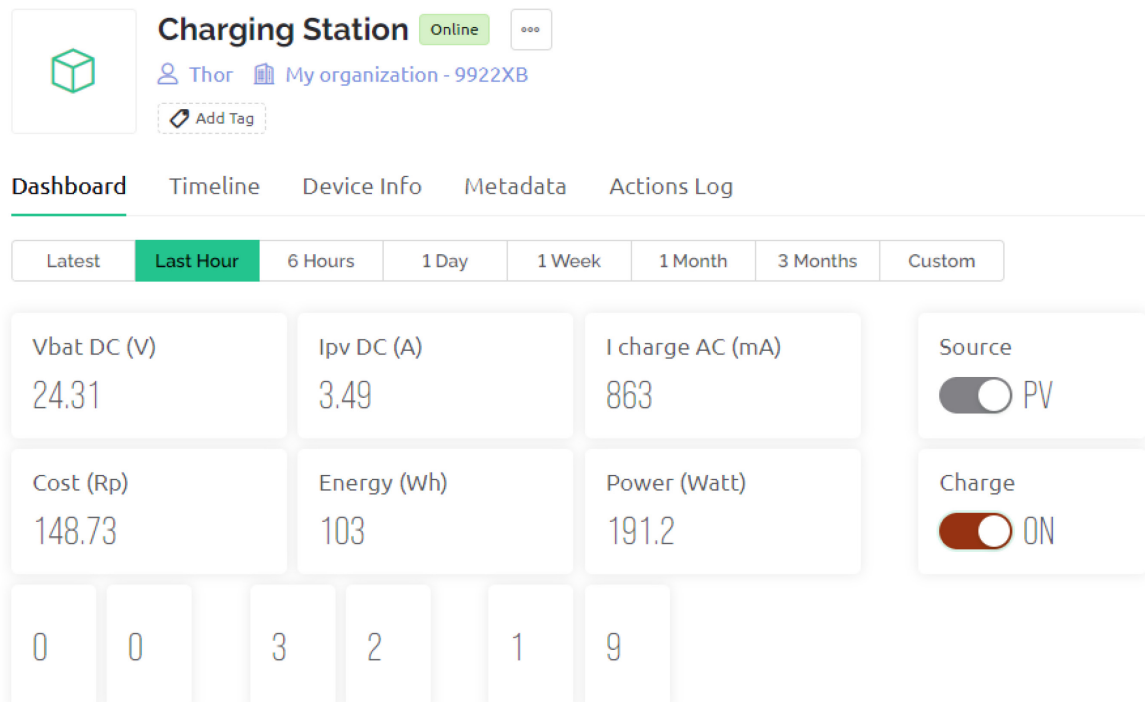 Charging Station Online
Thor My organization - 9922XB
Add Tag
Dashboard Timeline Device Info Metadata Actions Log
Latest Last Hour 6 Hours 1 Day 1 Week 1 Month 3 Months Custom
Vbat DC (V) Ipv DC (A) I charge AC (mA) Source
24.31 3.49 863 PV
Cost (Rp) Energy (Wh) Power (Watt) Charge
148.73 103 191.2 ON
0 0 3 2 1 9